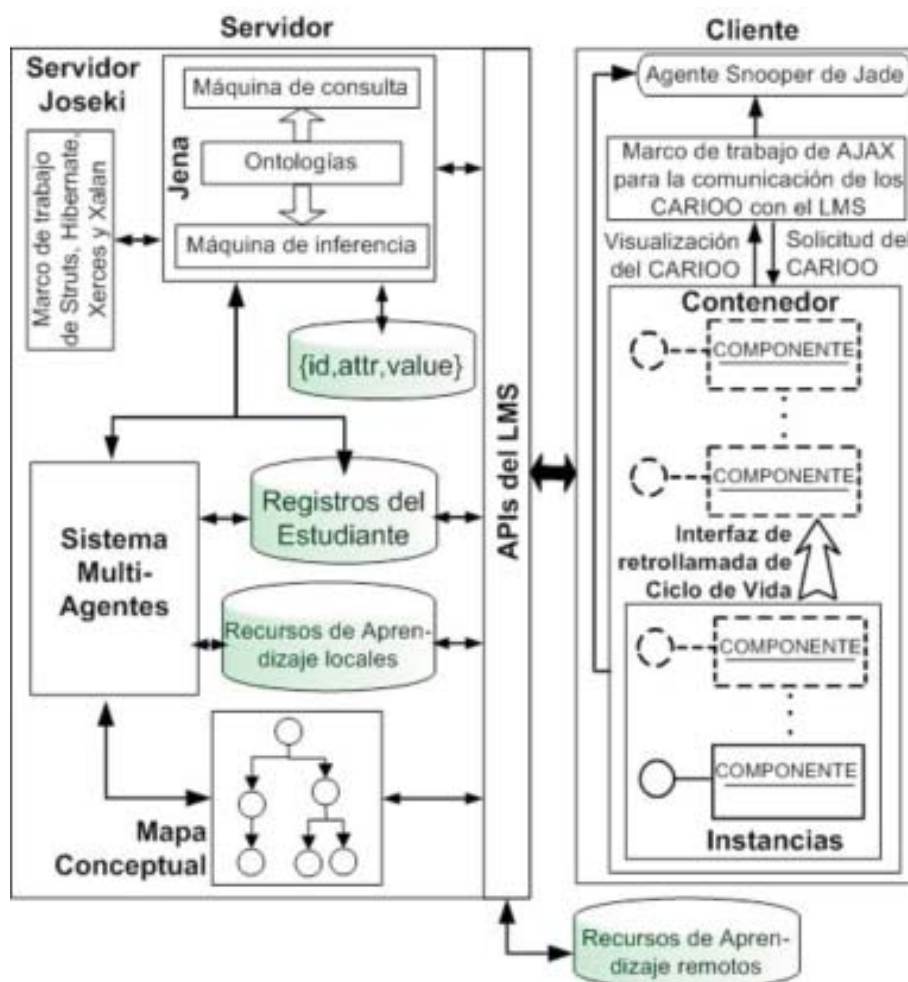 Servidor
Servidor
Joseki
Máquina de consulta
Ontologías
Máquina de inferencia
Jena
Marco de trabajo
de Struts, Hibernate,
Xerces y Xalan
{id,attr,value}
Sistema
Multi-
Agentes
Registros del
Estudiante
Recursos de Apren-
dizaje locales
Mapa
Conceptual
APIs del LMS
Cliente
Agente Snooper de Jade
Marco de trabajo de AJAX
para la comunicación de los
CARIOO con el LMS
Visualización
del CARIOO
Solicitud del
CARIOO
Contenedor
COMPONENTE
COMPONENTE
Interfaz de
retrollamada de
Ciclo de Vida
COMPONENTE
COMPONENTE
Instancias
Recursos de Apren-
dizaje remotos